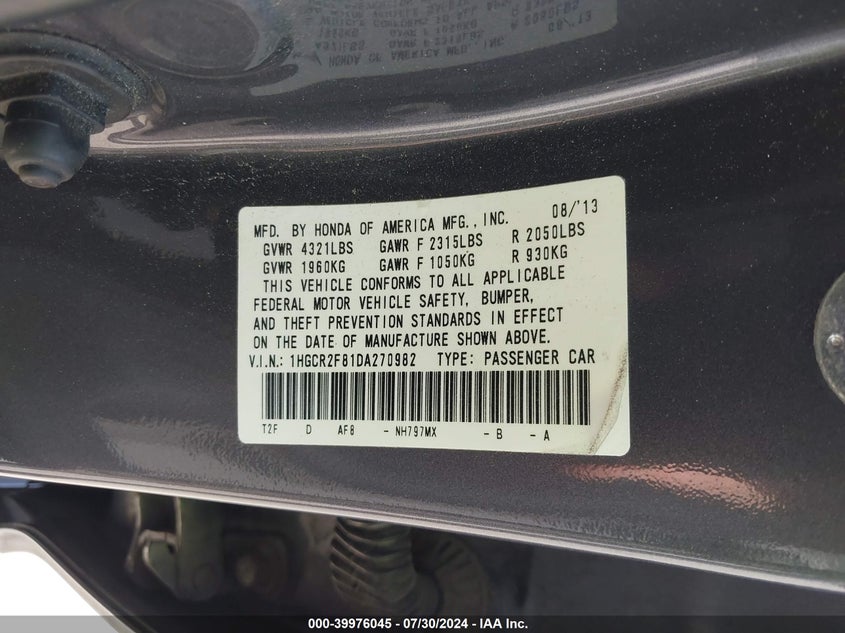 MFD. BY HONDA OF AMERICA MFG., INC. 08/'13
GVWR 4321LBS GAWR F 2315LBS R 2050LBS
GVWR 1960KG GAWR F 1050KG R 930KG
THIS VEHICLE CONFORMS TO ALL APPLICABLE
FEDERAL MOTOR VEHICLE SAFETY, BUMPER,
AND THEFT PREVENTION STANDARDS IN EFFECT
ON THE DATE OF MANUFACTURE SHOWN ABOVE.
V.I.N.: 1HGCR2F81DA270982 TYPE: PASSENGER CAR
T2F D AF8 - NH797MX - B - A
000-39976045 - 07/30/2024 - IAA Inc.